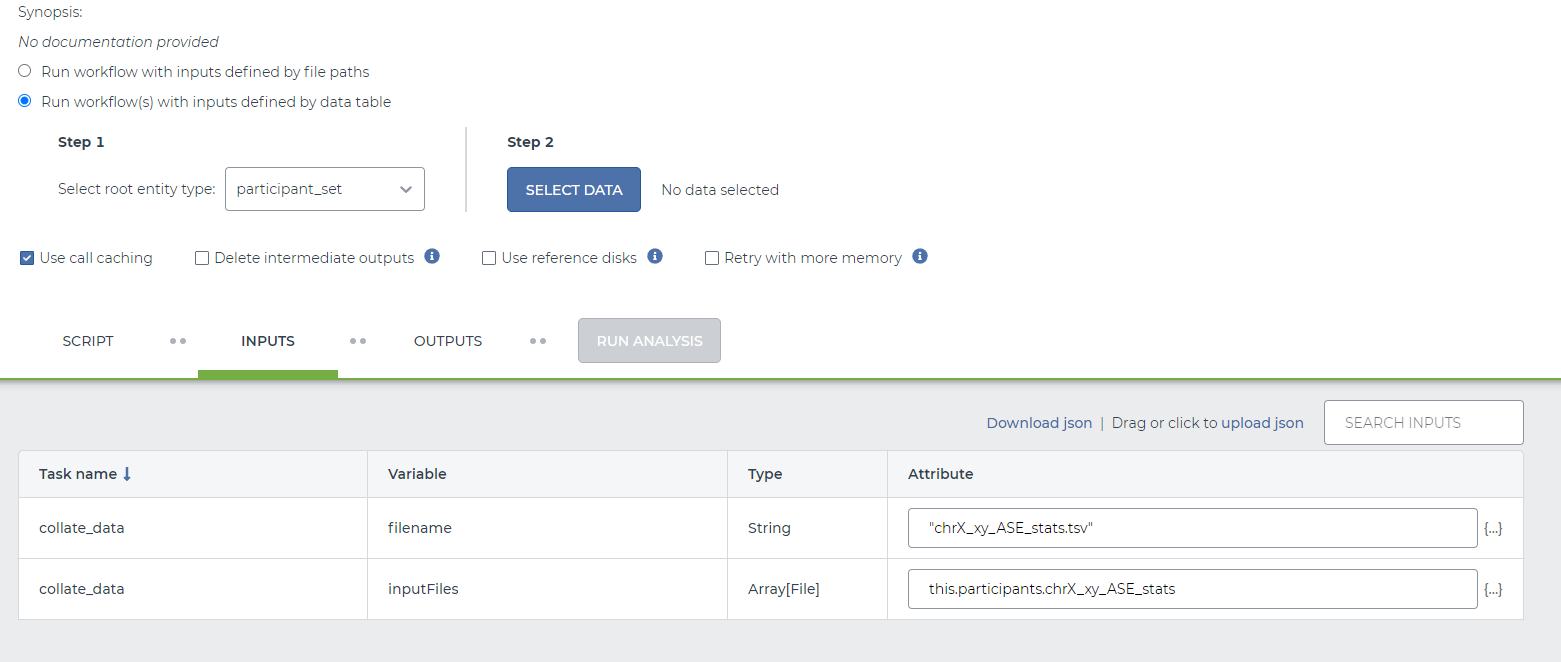 Synopsis:
No documentation provided
Run workflow with inputs defined by file paths
Run workflow(s) with inputs defined by data table
Step 1
Select root entity type: participant_set
Step 2
SELECT DATA No data selected
Use call caching Delete intermediate outputs Use reference disks Retry with more memory
SCRIPT INPUTS OUTPUTS RUN ANALYSIS
Download json | Drag or click to upload json SEARCH INPUTS
Task name ↓ Variable Type Attribute
collate_data filename String "chrX_xy_ASE_stats.tsv" {...}
collate_data inputFiles Array[File] this.participants.chrX_xy_ASE_stats {...}